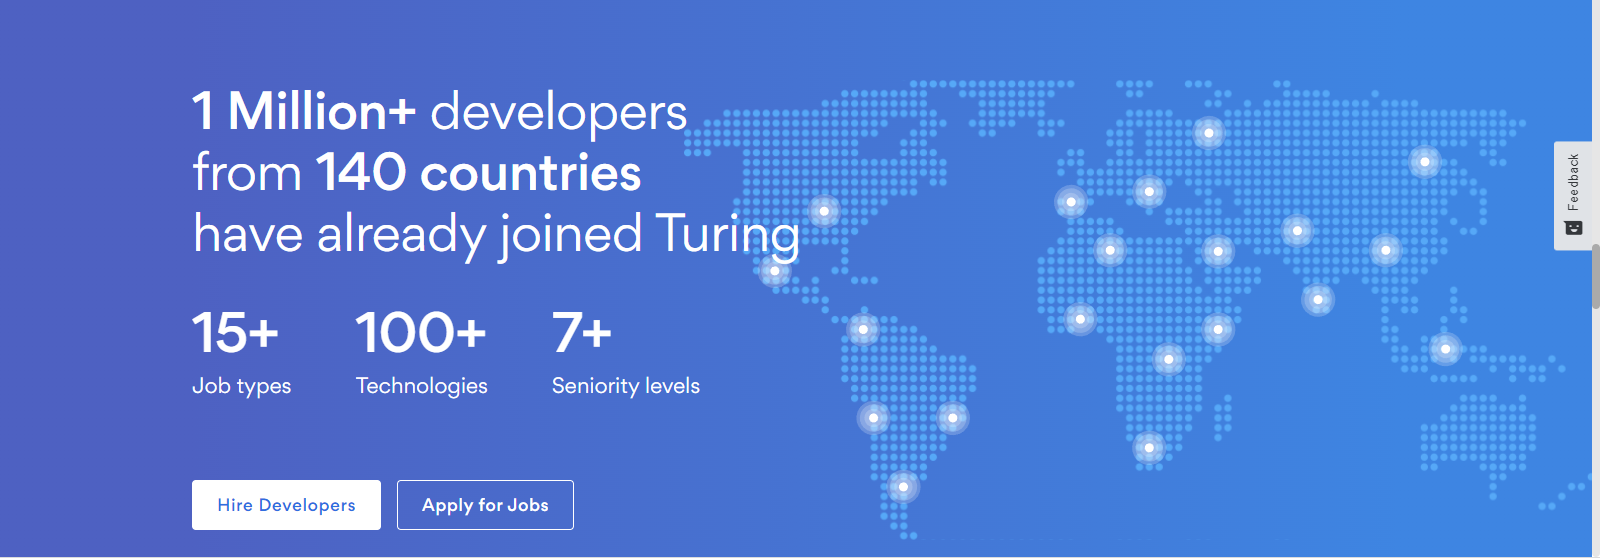 1 Million+ developers
from 140 countries
have already joined Turing
15+ 100+ 7+
Job types Technologies Seniority levels
Hire Developers Apply for Jobs
Feedback